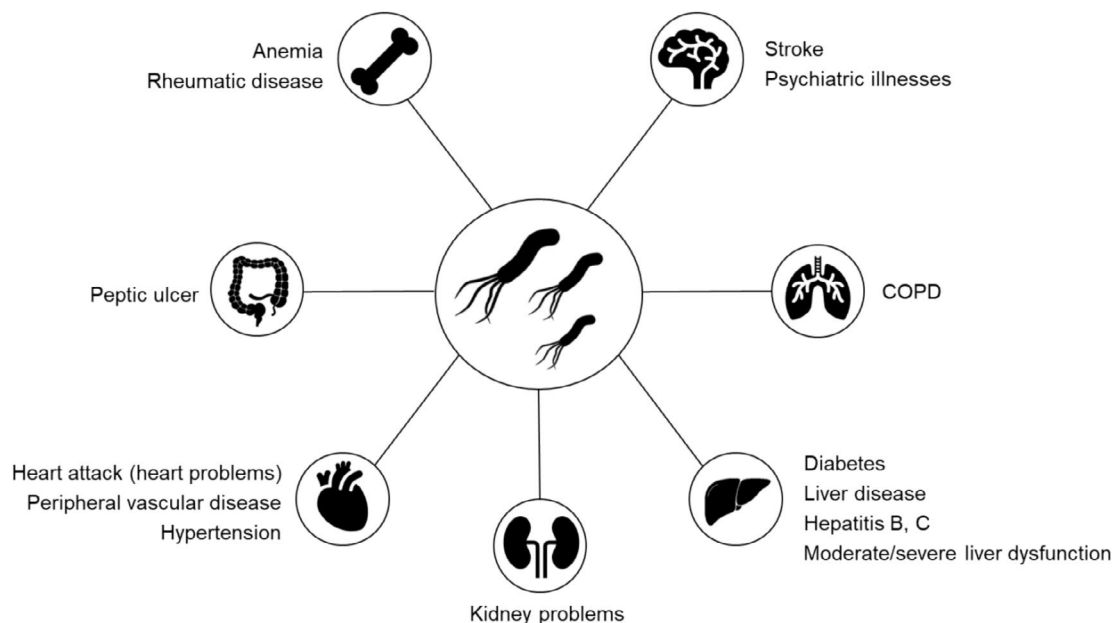 Anemia
Rheumatic disease
Stroke
Psychiatric illnesses
Peptic ulcer
COPD
Heart attack (heart problems)
Peripheral vascular disease
Hypertension
Diabetes
Liver disease
Hepatitis B, C
Moderate/severe liver dysfunction
Kidney problems